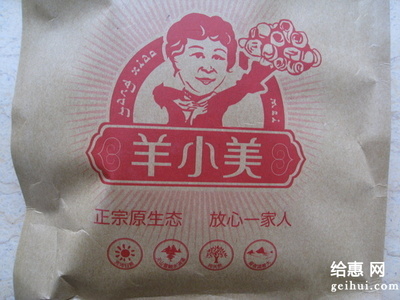 yang xiao
mei
羊小美
正宗原生态 放心一家人
给惠 网
geihui.com